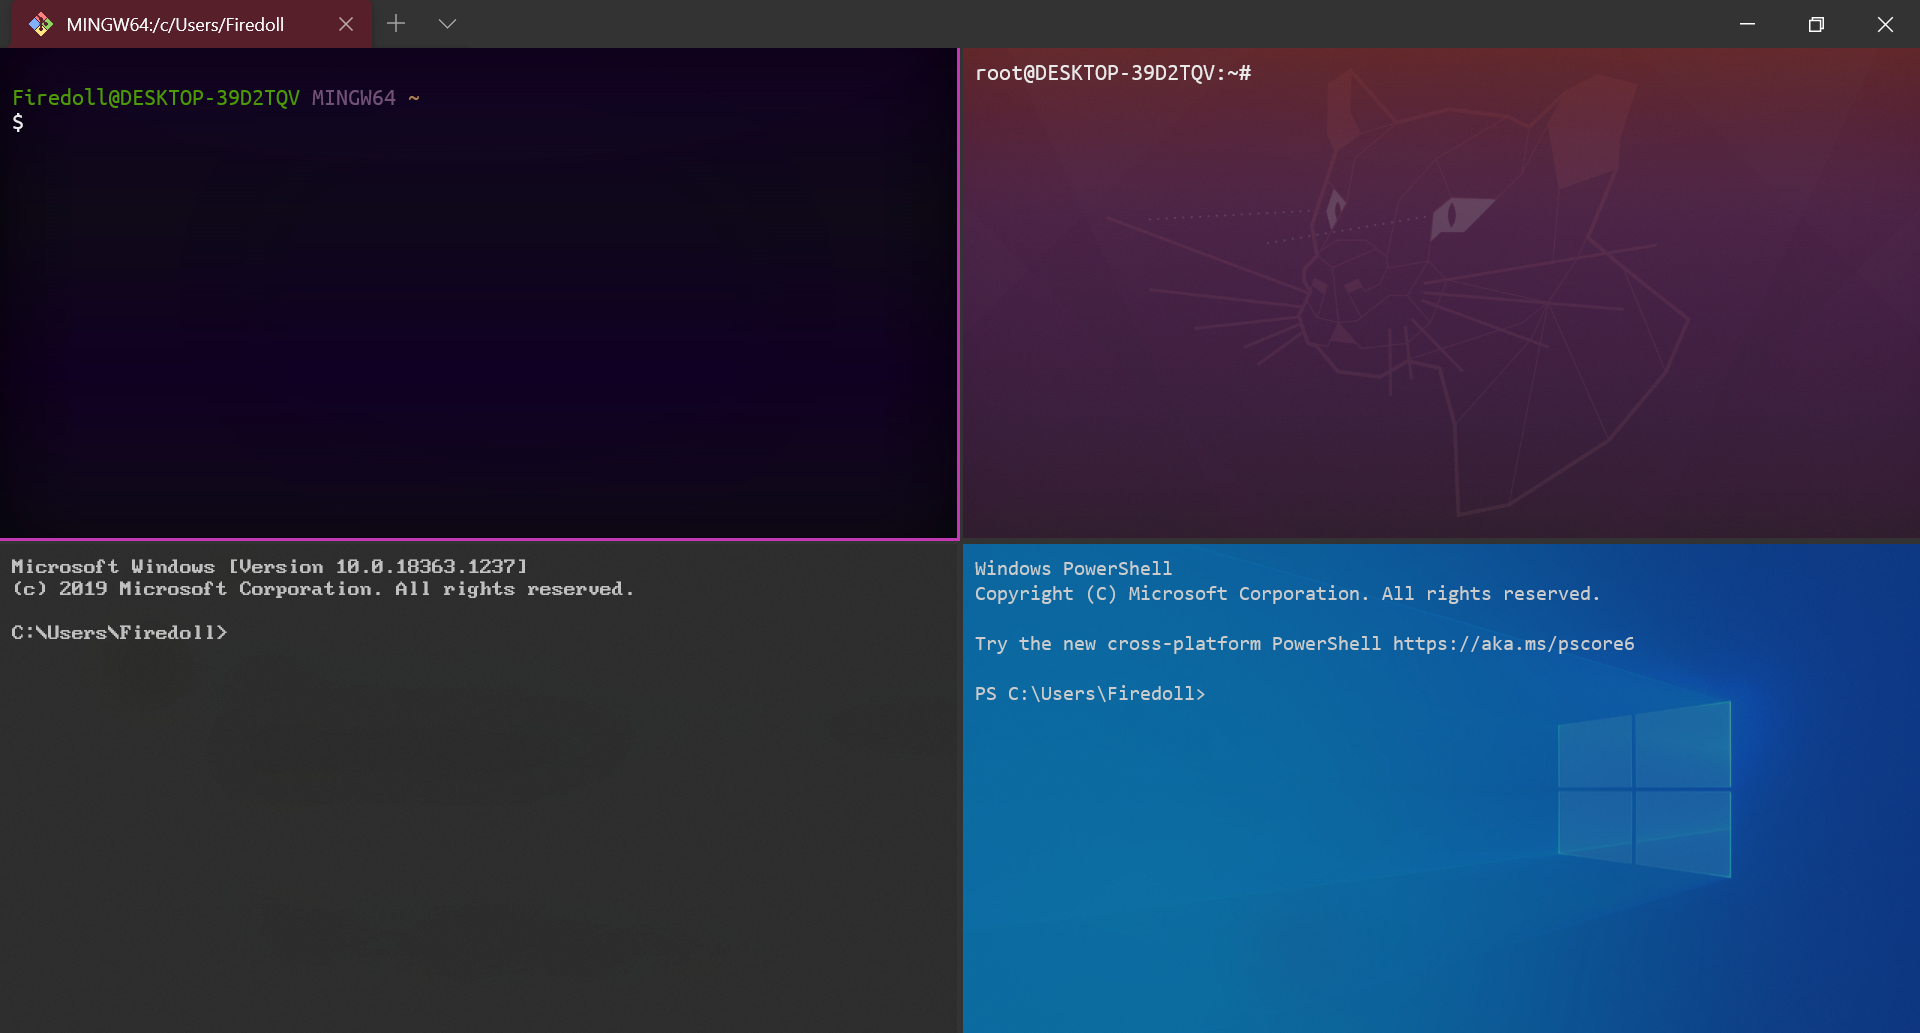 MINGW64:/c/Users/Firedoll
Firedoll@DESKTOP-39D2TQV MINGW64 ~
$
root@DESKTOP-39D2TQV:~#
Microsoft Windows [Version 10.0.18363.1237]
(c) 2019 Microsoft Corporation. All rights reserved.
C:\Users\Firedoll>
Windows PowerShell
Copyright (C) Microsoft Corporation. All rights reserved.
Try the new cross-platform PowerShell https://aka.ms/pscore6
PS C:\Users\Firedoll>